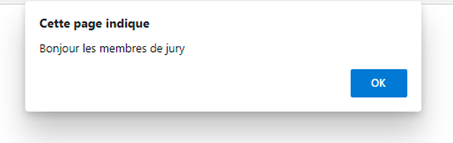 Cette page indique
Bonjour les membres de jury
OK